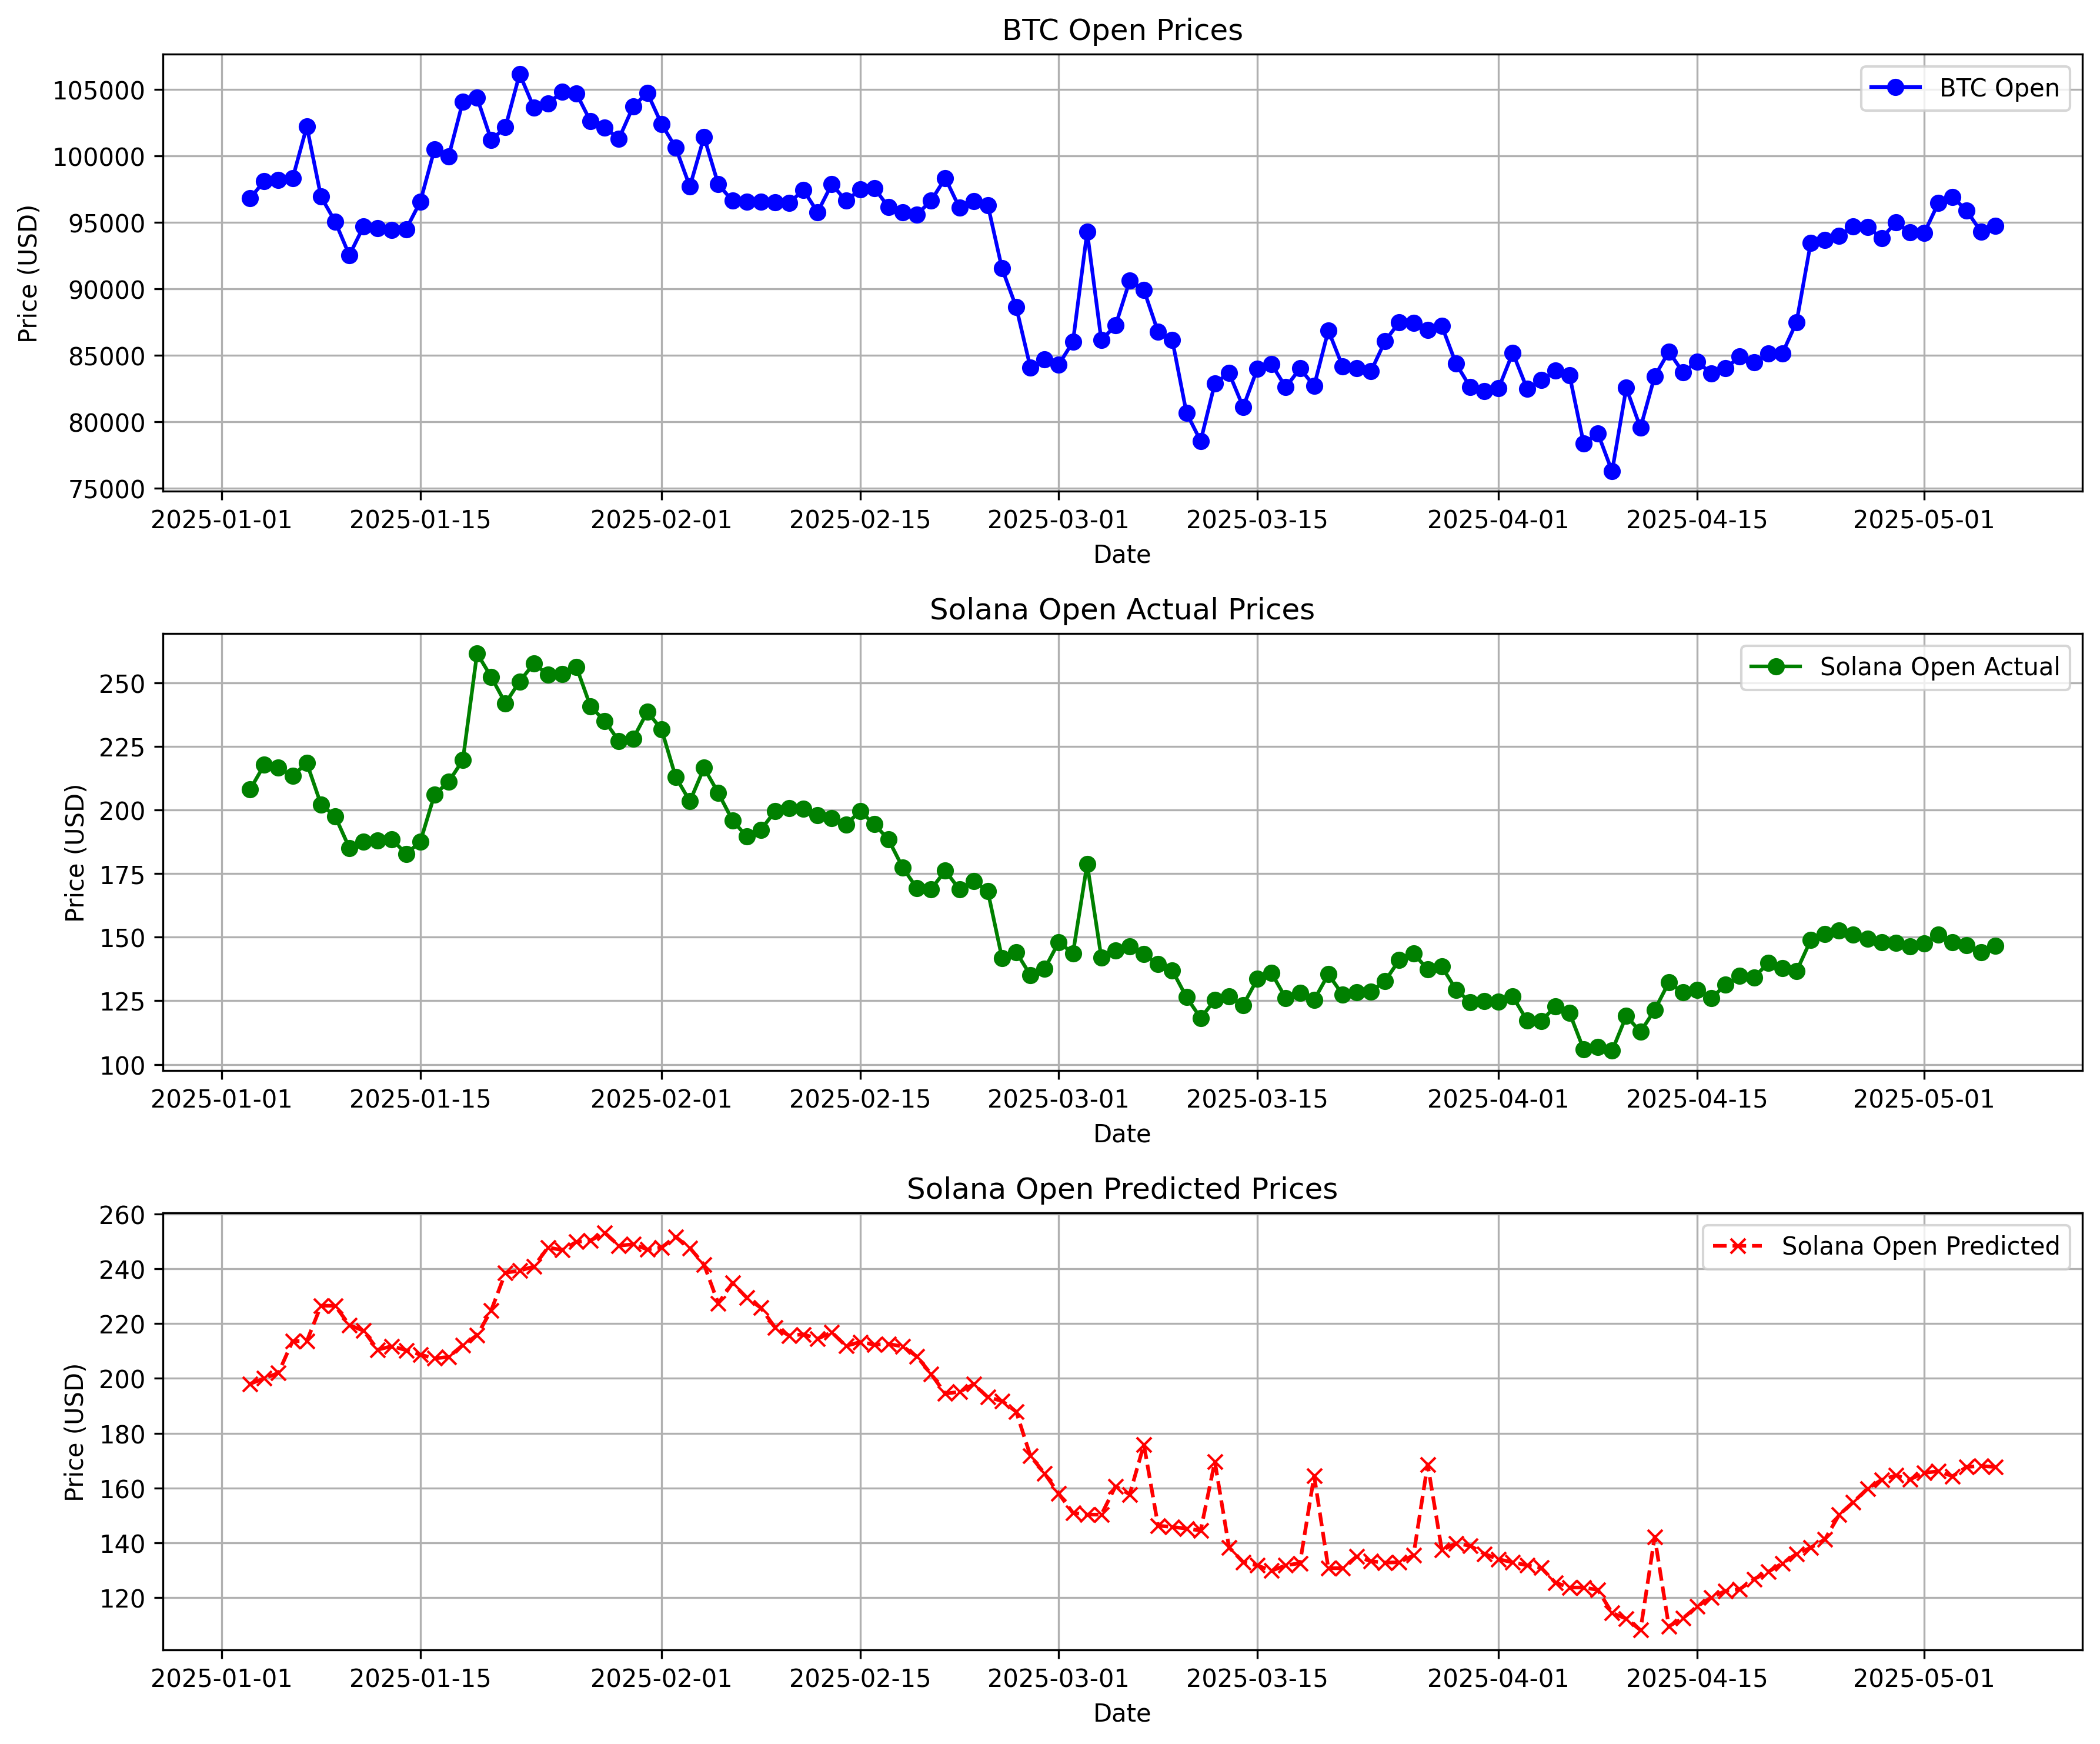 BTC Open Prices
BTC Open
105000
100000
95000
90000
85000
80000
75000
Price (USD)
2025-01-01 2025-01-15 2025-02-01 2025-02-15 2025-03-01 2025-03-15 2025-04-01 2025-04-15 2025-05-01
Date
Solana Open Actual Prices
Solana Open Actual
250
225
200
175
150
125
100
Price (USD)
2025-01-01 2025-01-15 2025-02-01 2025-02-15 2025-03-01 2025-03-15 2025-04-01 2025-04-15 2025-05-01
Date
Solana Open Predicted Prices
Solana Open Predicted
260
240
220
200
180
160
140
120
Price (USD)
2025-01-01 2025-01-15 2025-02-01 2025-02-15 2025-03-01 2025-03-15 2025-04-01 2025-04-15 2025-05-01
Date